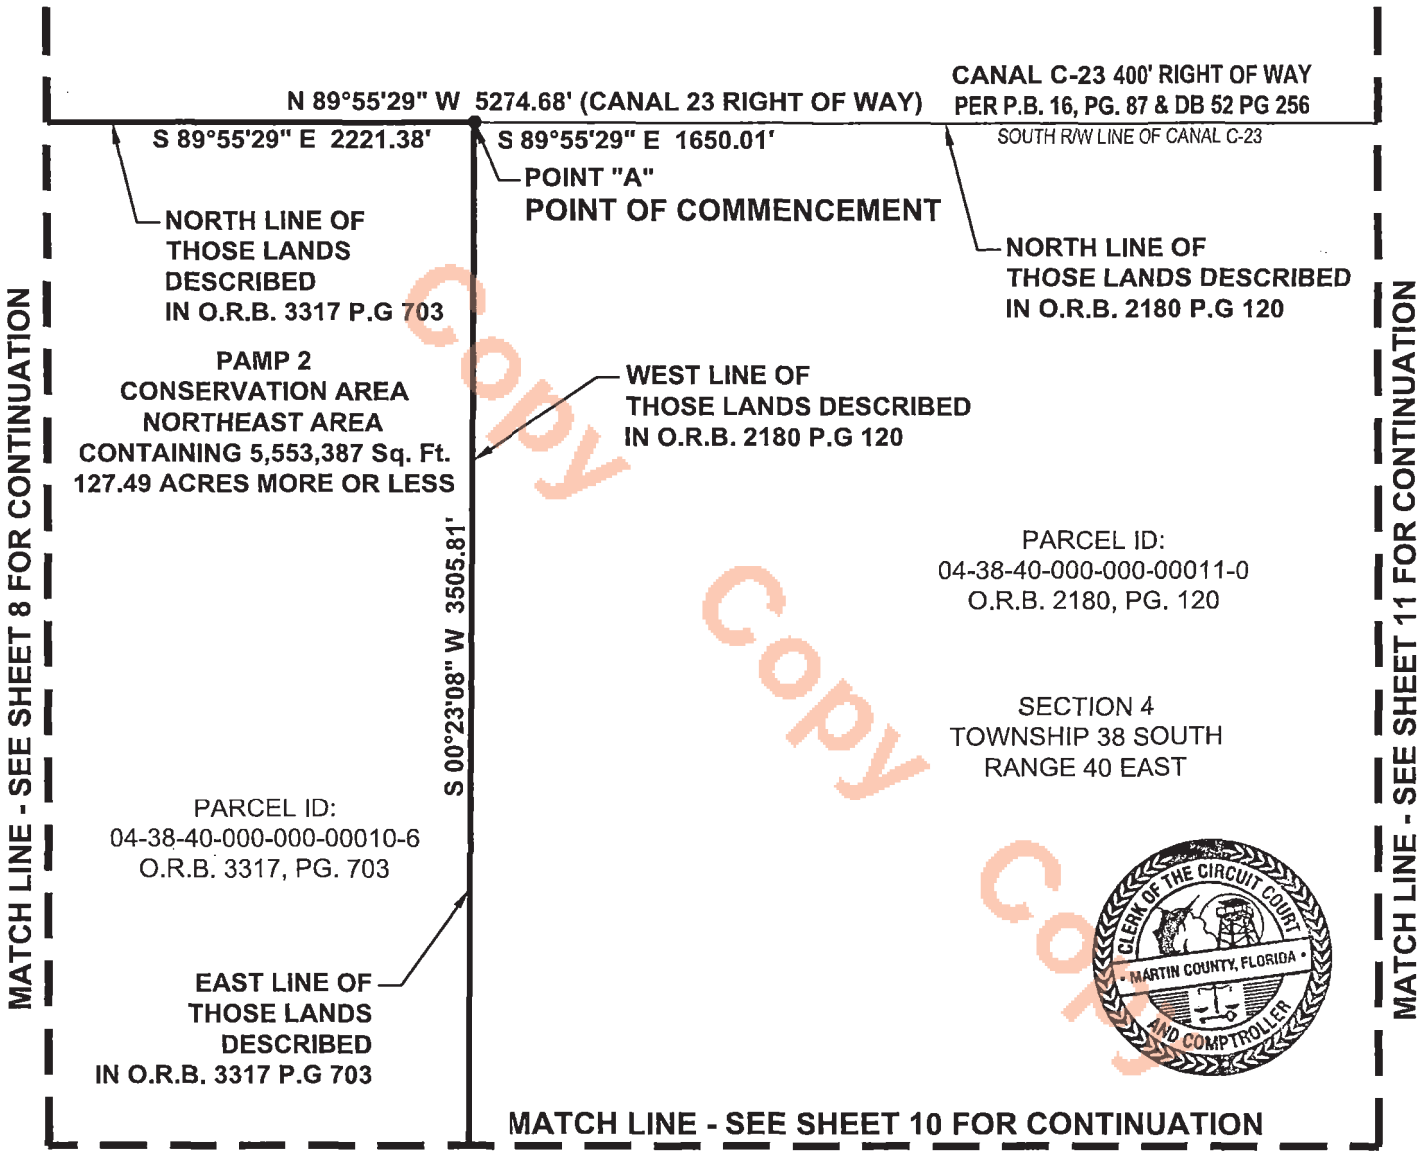 CANAL C-23 400' RIGHT OF WAY
PER P.B. 16, PG. 87 & DB 52 PG 256
N 89°55'29" W 5274.68' (CANAL 23 RIGHT OF WAY)
S 89°55'29" E 2221.38'
S 89°55'29" E 1650.01'
SOUTH R/W LINE OF CANAL C-23
POINT "A"
POINT OF COMMENCEMENT
NORTH LINE OF
THOSE LANDS
DESCRIBED
IN O.R.B. 3317 P.G 703
NORTH LINE OF
THOSE LANDS DESCRIBED
IN O.R.B. 2180 P.G 120
PAMP 2
CONSERVATION AREA
NORTHEAST AREA
CONTAINING 5,553,387 Sq. Ft.
127.49 ACRES MORE OR LESS
WEST LINE OF
THOSE LANDS DESCRIBED
IN O.R.B. 2180 P.G 120
S 00°23'08" W 3505.81'
PARCEL ID:
04-38-40-000-000-00011-0
O.R.B. 2180, PG. 120
SECTION 4
TOWNSHIP 38 SOUTH
RANGE 40 EAST
PARCEL ID:
04-38-40-000-000-00010-6
O.R.B. 3317, PG. 703
EAST LINE OF
THOSE LANDS
DESCRIBED
IN O.R.B. 3317 P.G 703
MATCH LINE - SEE SHEET 8 FOR CONTINUATION
MATCH LINE - SEE SHEET 11 FOR CONTINUATION
MATCH LINE - SEE SHEET 10 FOR CONTINUATION
CLERK OF THE CIRCUIT COURT
MARTIN COUNTY, FLORIDA
AND COMPTROLLER
Copy
Copy
Copy